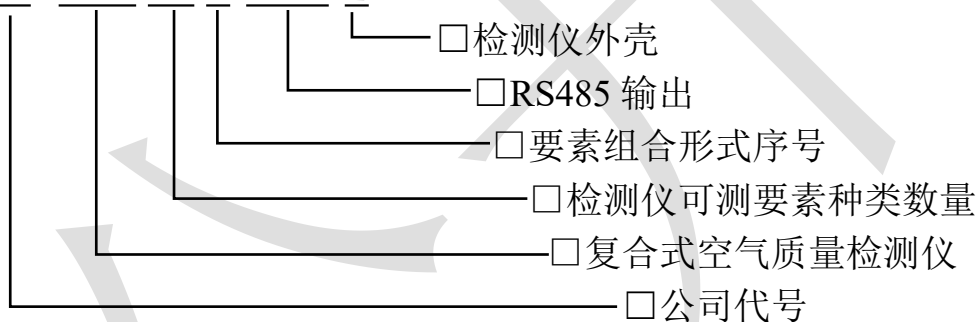 □检测仪外壳
□RS485 输出
□要素组合形式序号
□检测仪可测要素种类数量
□复合式空气质量检测仪
□公司代号